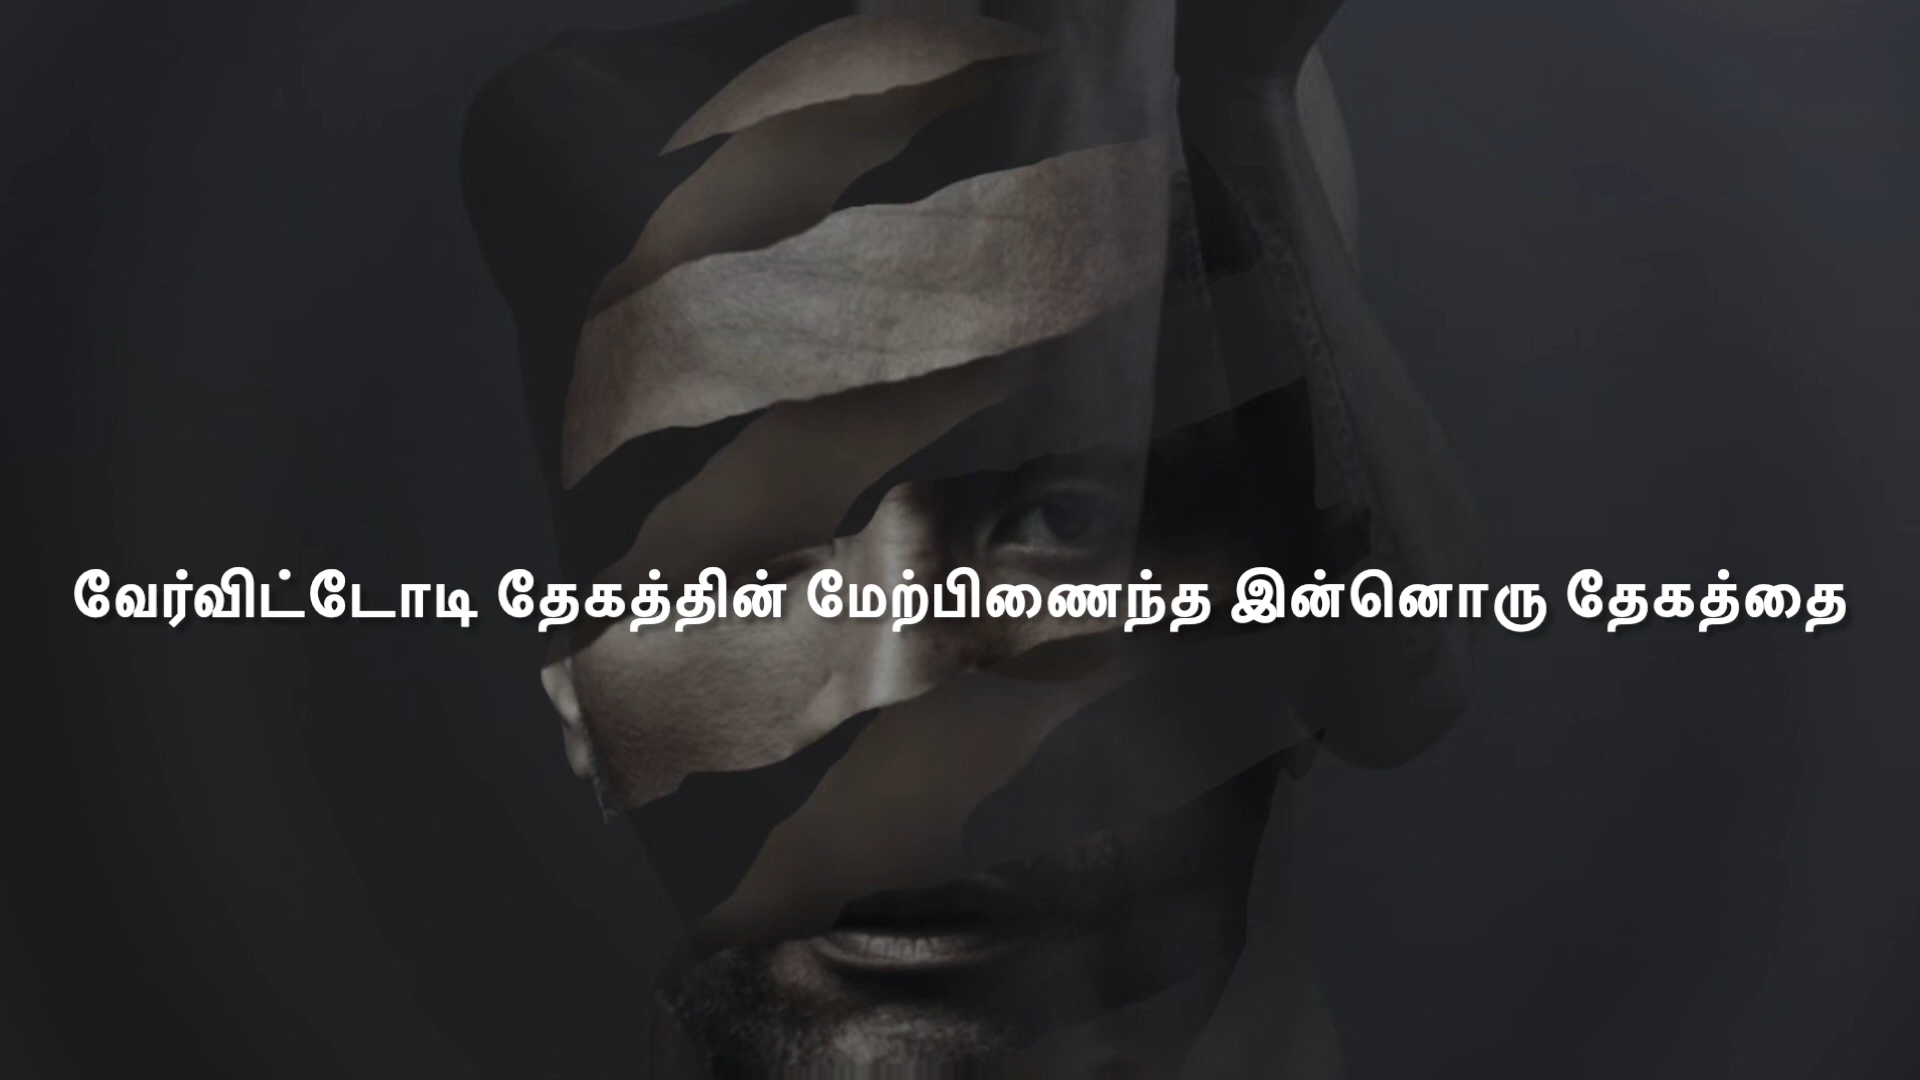 வேர்விட்டோடி தேகத்தின் மேற்பிணைந்த இன்னொரு தேகத்தை